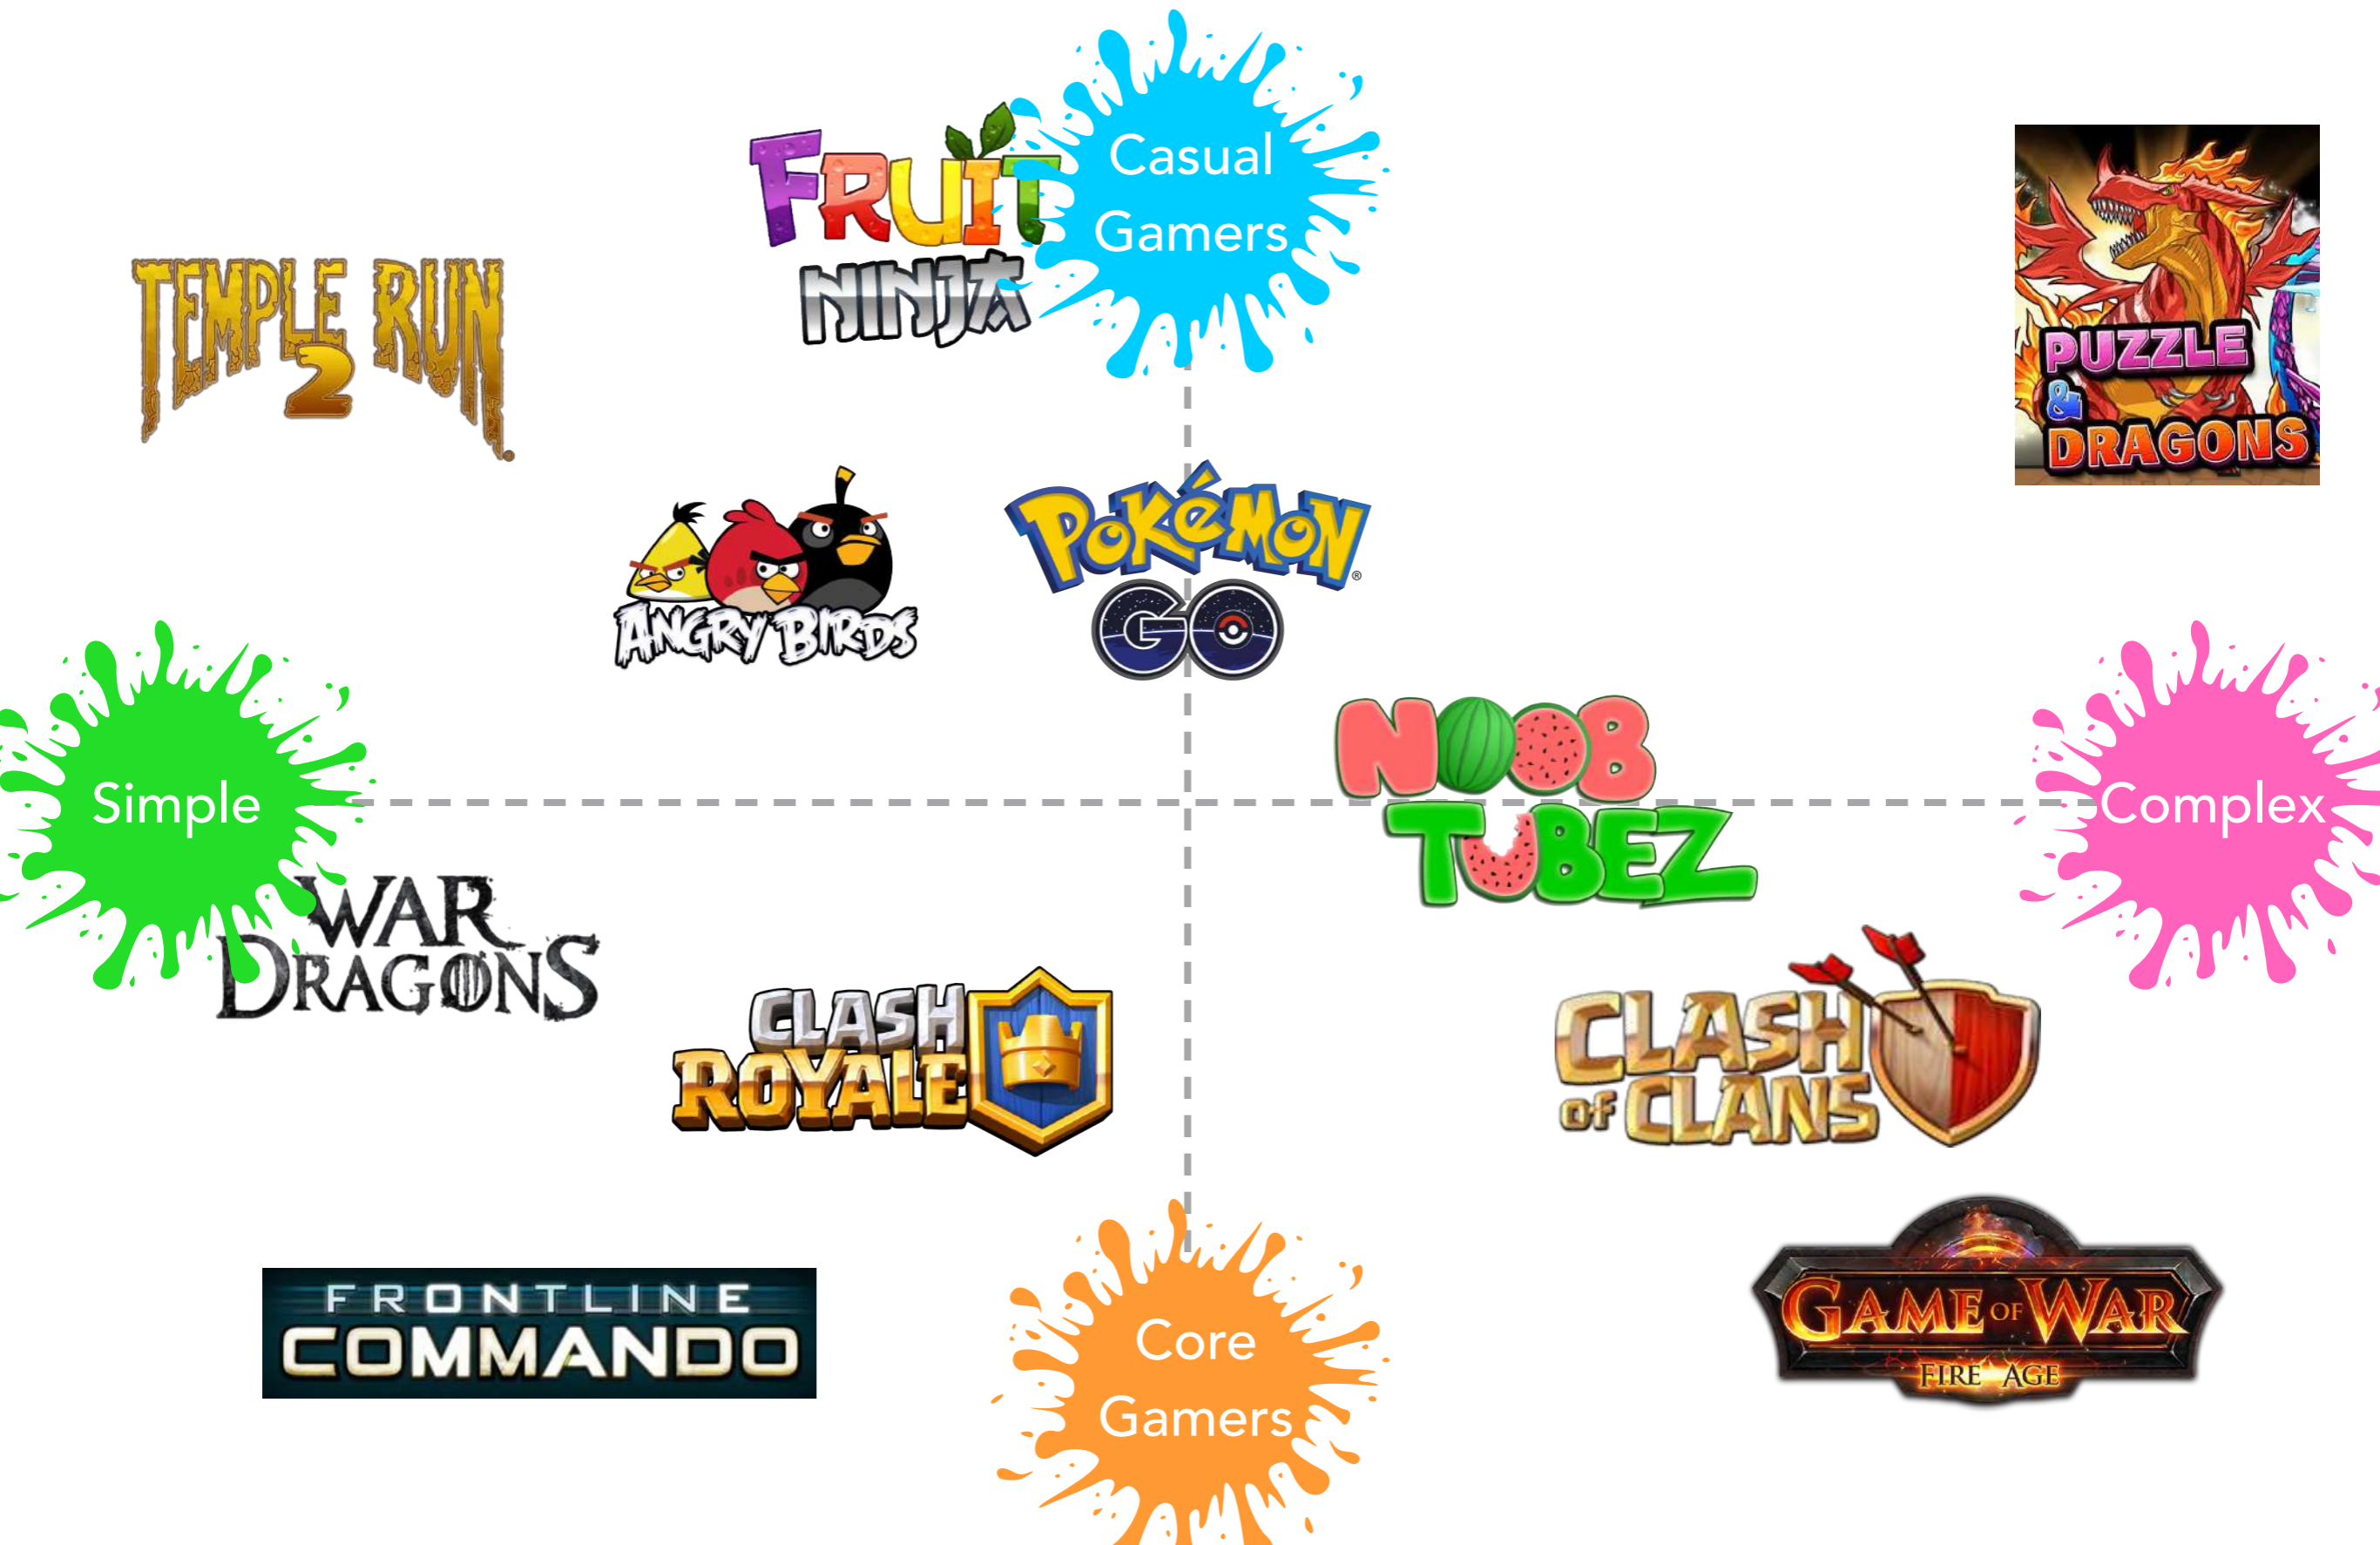 Casual
Gamers
FRUIT
NINJA
TEMPLE RUN
2
PUZZLE
&
DRAGONS
ANGRY BIRDS
POKÉMON
®
GO
NOOB
TUBEZ
Simple
Complex
WAR
DRAGONS
CLASH
ROYALE
CLASH
OF CLANS
FRONTLINE
COMMANDO
Core
Gamers
GAME OF WAR
FIRE AGE